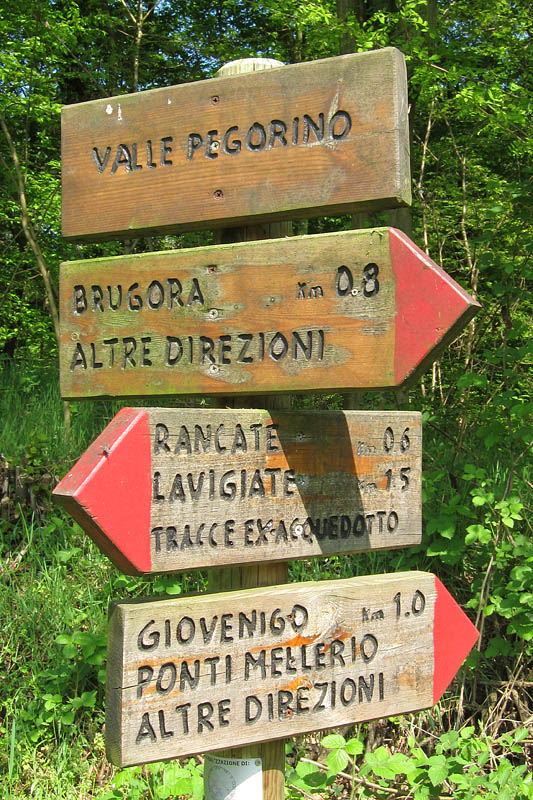 VALLE PEGORINO
BRUGORA Km 0.8
ALTRE DIREZIONI
RANCATE Km 0.6
LAVIGIATE Km 1.5
TRACCE EX ACQUEDOTTO
GIOVENIGO Km 1.0
PONTI MELLERIO
ALTRE DIREZIONI